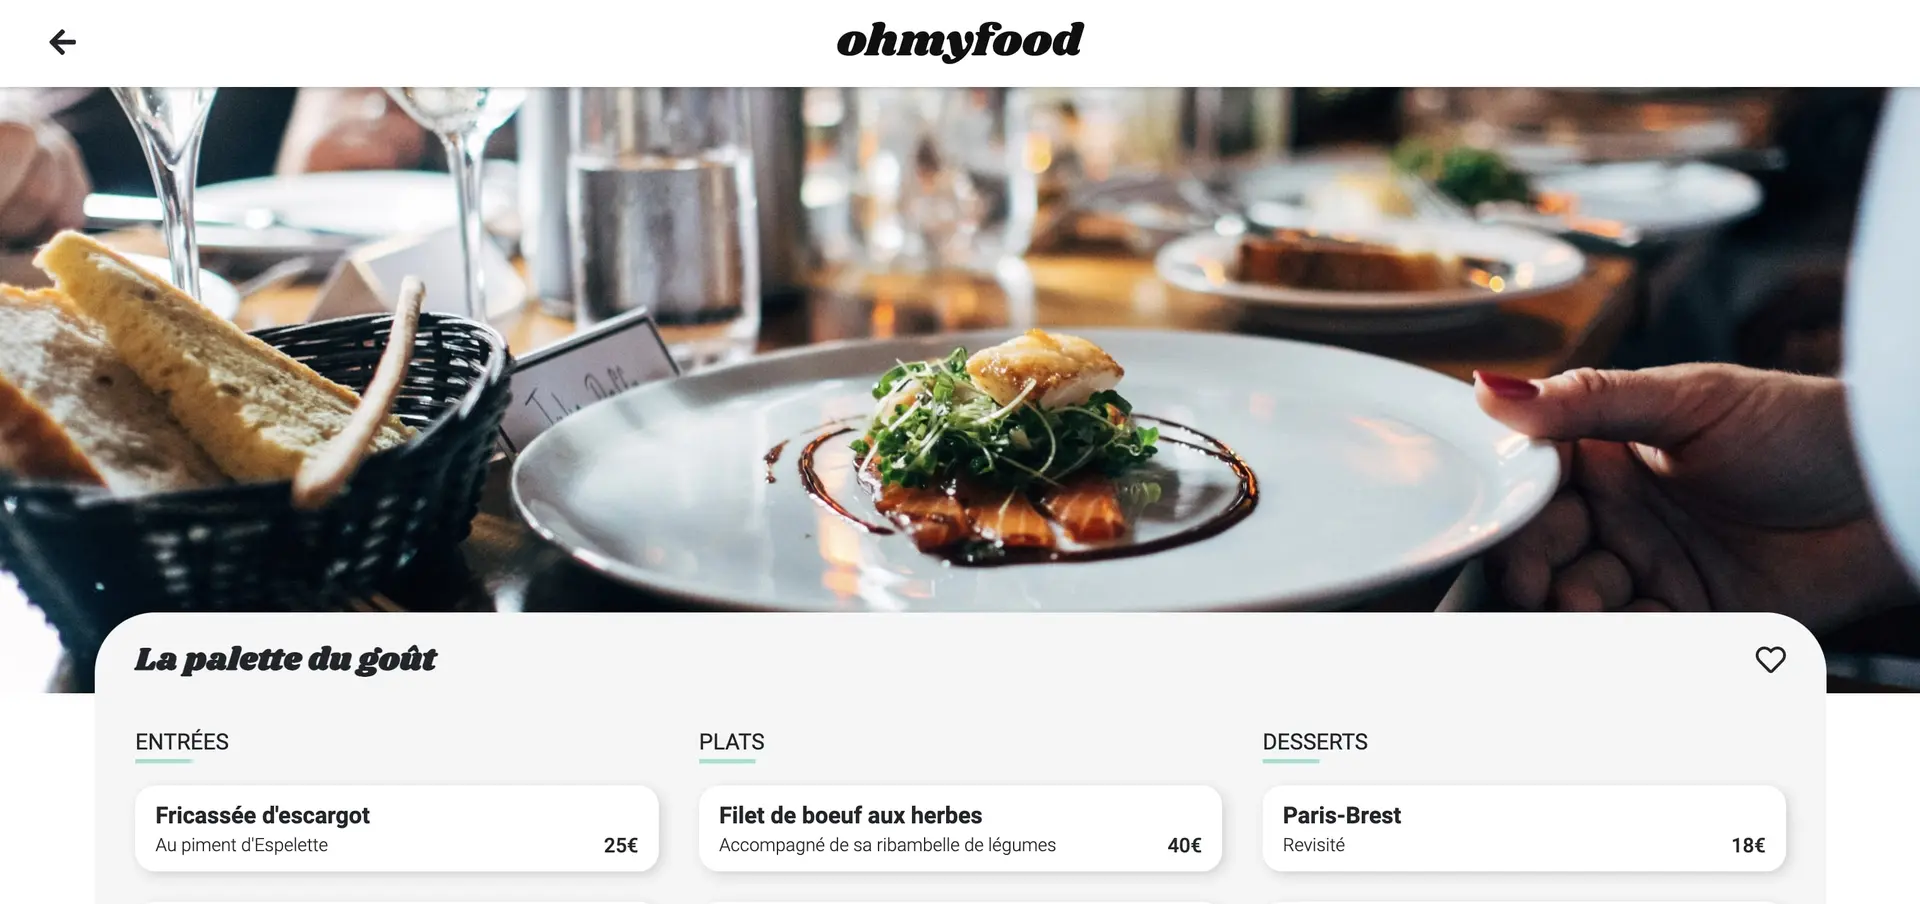 ohmyfood
La palette du goût
ENTRÉES
Fricassée d'escargot
Au piment d'Espelette
25€
PLATS
Filet de boeuf aux herbes
Accompagné de sa ribambelle de légumes
40€
DESSERTS
Paris-Brest
Revisité
18€